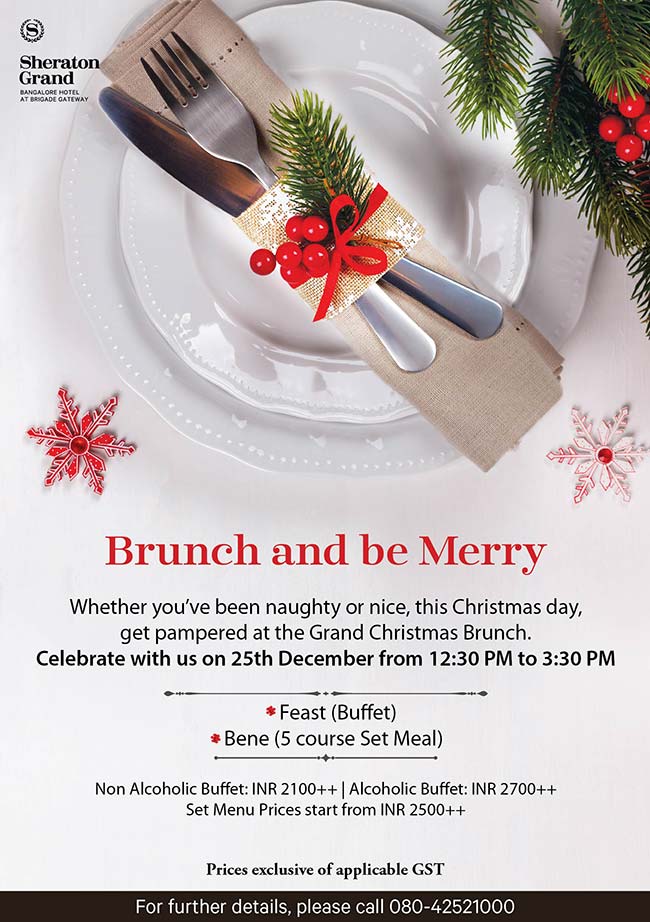 Sheraton
Grand
BANGALORE HOTEL
AT BRIGADE GATEWAY
Brunch and be Merry
Whether you've been naughty or nice, this Christmas day,
get pampered at the Grand Christmas Brunch.
Celebrate with us on 25th December from 12:30 PM to 3:30 PM
Feast (Buffet)
Bene (5 course Set Meal)
Non Alcoholic Buffet: INR 2100++ | Alcoholic Buffet: INR 2700++
Set Menu Prices start from INR 2500++
Prices exclusive of applicable GST
For further details, please call 080-42521000